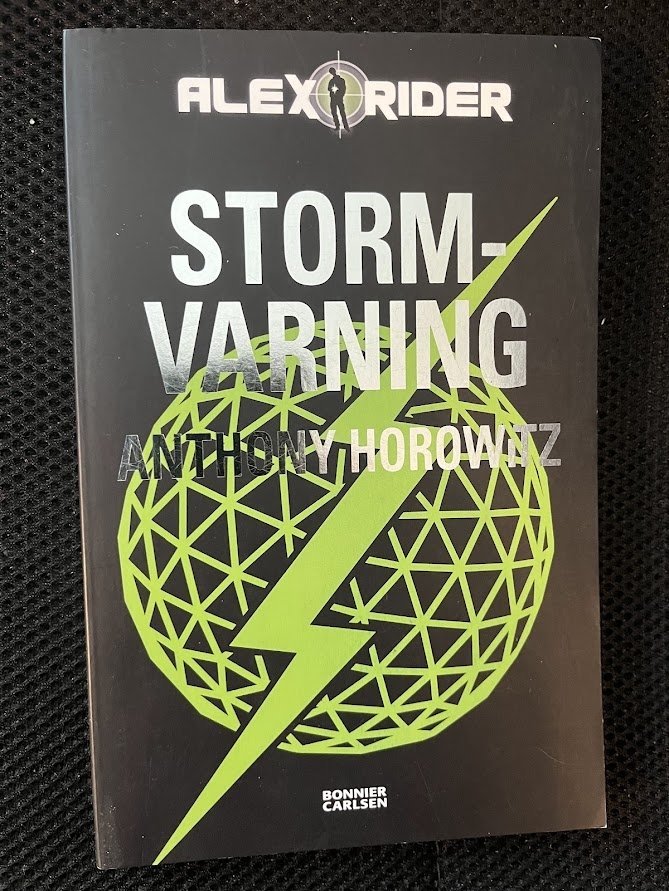 ALEX RIDER
STORM-
VARNING
ANTHONY HOROWITZ
BONNIER
CARLSEN